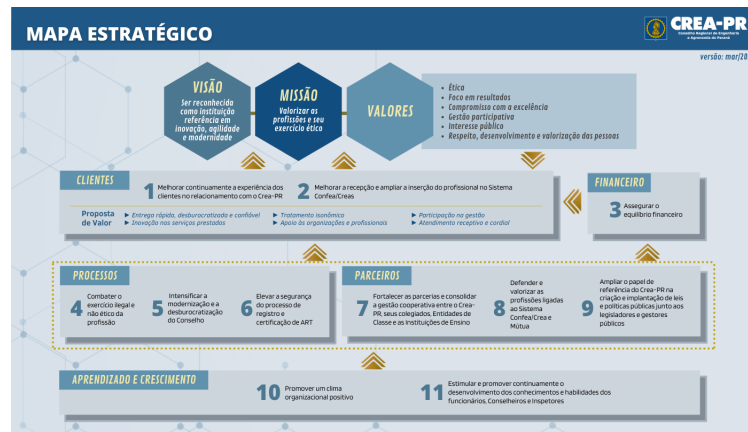 MAPA ESTRATÉGICO
CREA-PR
Conselho Regional de Engenharia
e Agronomia do Paraná
versão: mar/20
VISÃO
Ser reconhecida
como instituição
referência em
inovação, agilidade
e modernidade
MISSÃO
Valorizar as
profissões e seu
exercício ético
VALORES
• Ética
• Foco em resultados
• Compromisso com a excelência
• Gestão participativa
• Interesse público
• Respeito, desenvolvimento e valorização das pessoas
CLIENTES
1 Melhorar continuamente a experiência dos
clientes no relacionamento com o Crea-PR
2 Melhorar a recepção e ampliar a inserção do profissional no Sistema
Confea/Creas
Proposta
de Valor
► Entrega rápida, desburocratizada e confiável
► Inovação nos serviços prestados
► Tratamento isonômico
► Apoio às organizações e profissionais
► Participação na gestão
► Atendimento receptivo e cordial
FINANCEIRO
3 Assegurar o
equilíbrio financeiro
PROCESSOS
4 Combater o
exercício ilegal e
não ético da
profissão
5 Intensificar a
modernização e a
desburocratização
do Conselho
6 Elevar a segurança
do processo de
registro e
certificação de ART
PARCEIROS
7 Fortalecer as parcerias e consolidar
a gestão cooperativa entre o Crea-
PR, seus colegiados, Entidades de
Classe e as Instituições de Ensino
8 Defender e
valorizar as
profissões ligadas
ao Sistema
Confea/Crea e
Mútua
9 Ampliar o papel de
referência do Crea-PR na
criação e implantação de leis
e políticas públicas junto aos
legisladores e gestores
públicos
APRENDIZADO E CRESCIMENTO
10 Promover um clima
organizacional positivo
11 Estimular e promover continuamente o
desenvolvimento dos conhecimentos e habilidades dos
funcionários, Conselheiros e Inspetores